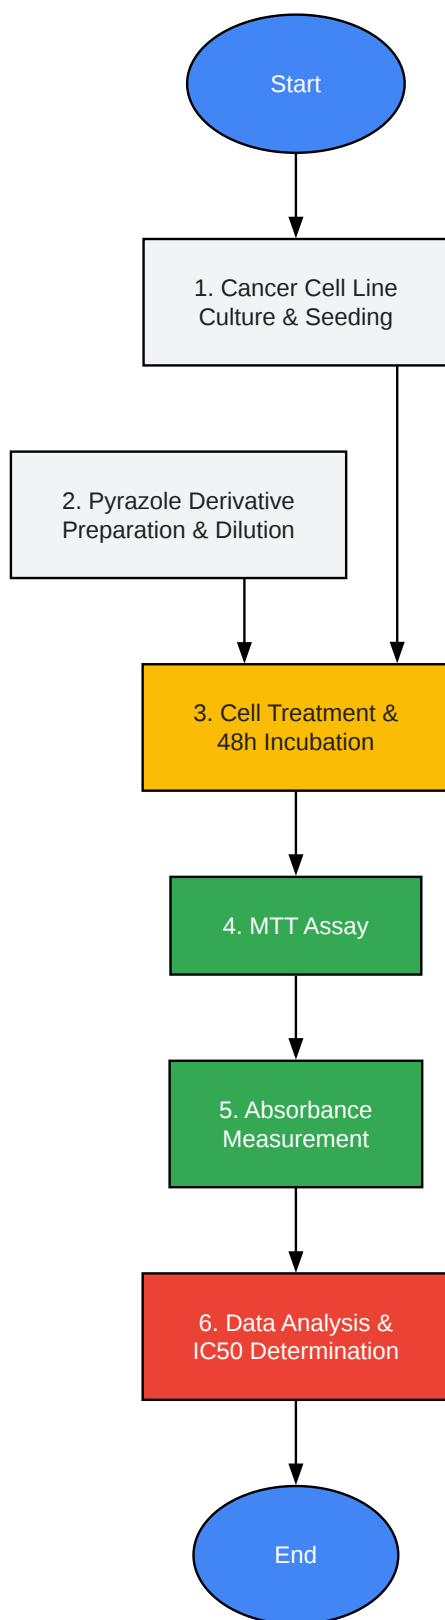 Start
1. Cancer Cell Line
Culture & Seeding
2. Pyrazole Derivative
Preparation & Dilution
3. Cell Treatment &
48h Incubation
4. MTT Assay
5. Absorbance
Measurement
6. Data Analysis &
IC50 Determination
End